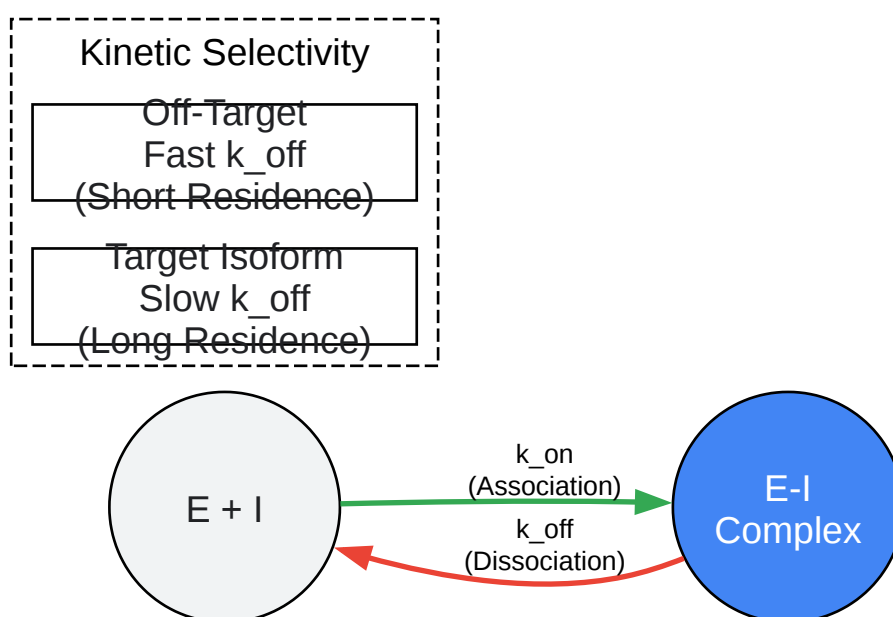 Kinetic Selectivity
Off-Target
Fast k_off
(Short Residence)
Target Isoform
Slow k_off
(Long Residence)
k_on
(Association)
E + I
E-I
Complex
k_off
(Dissociation)